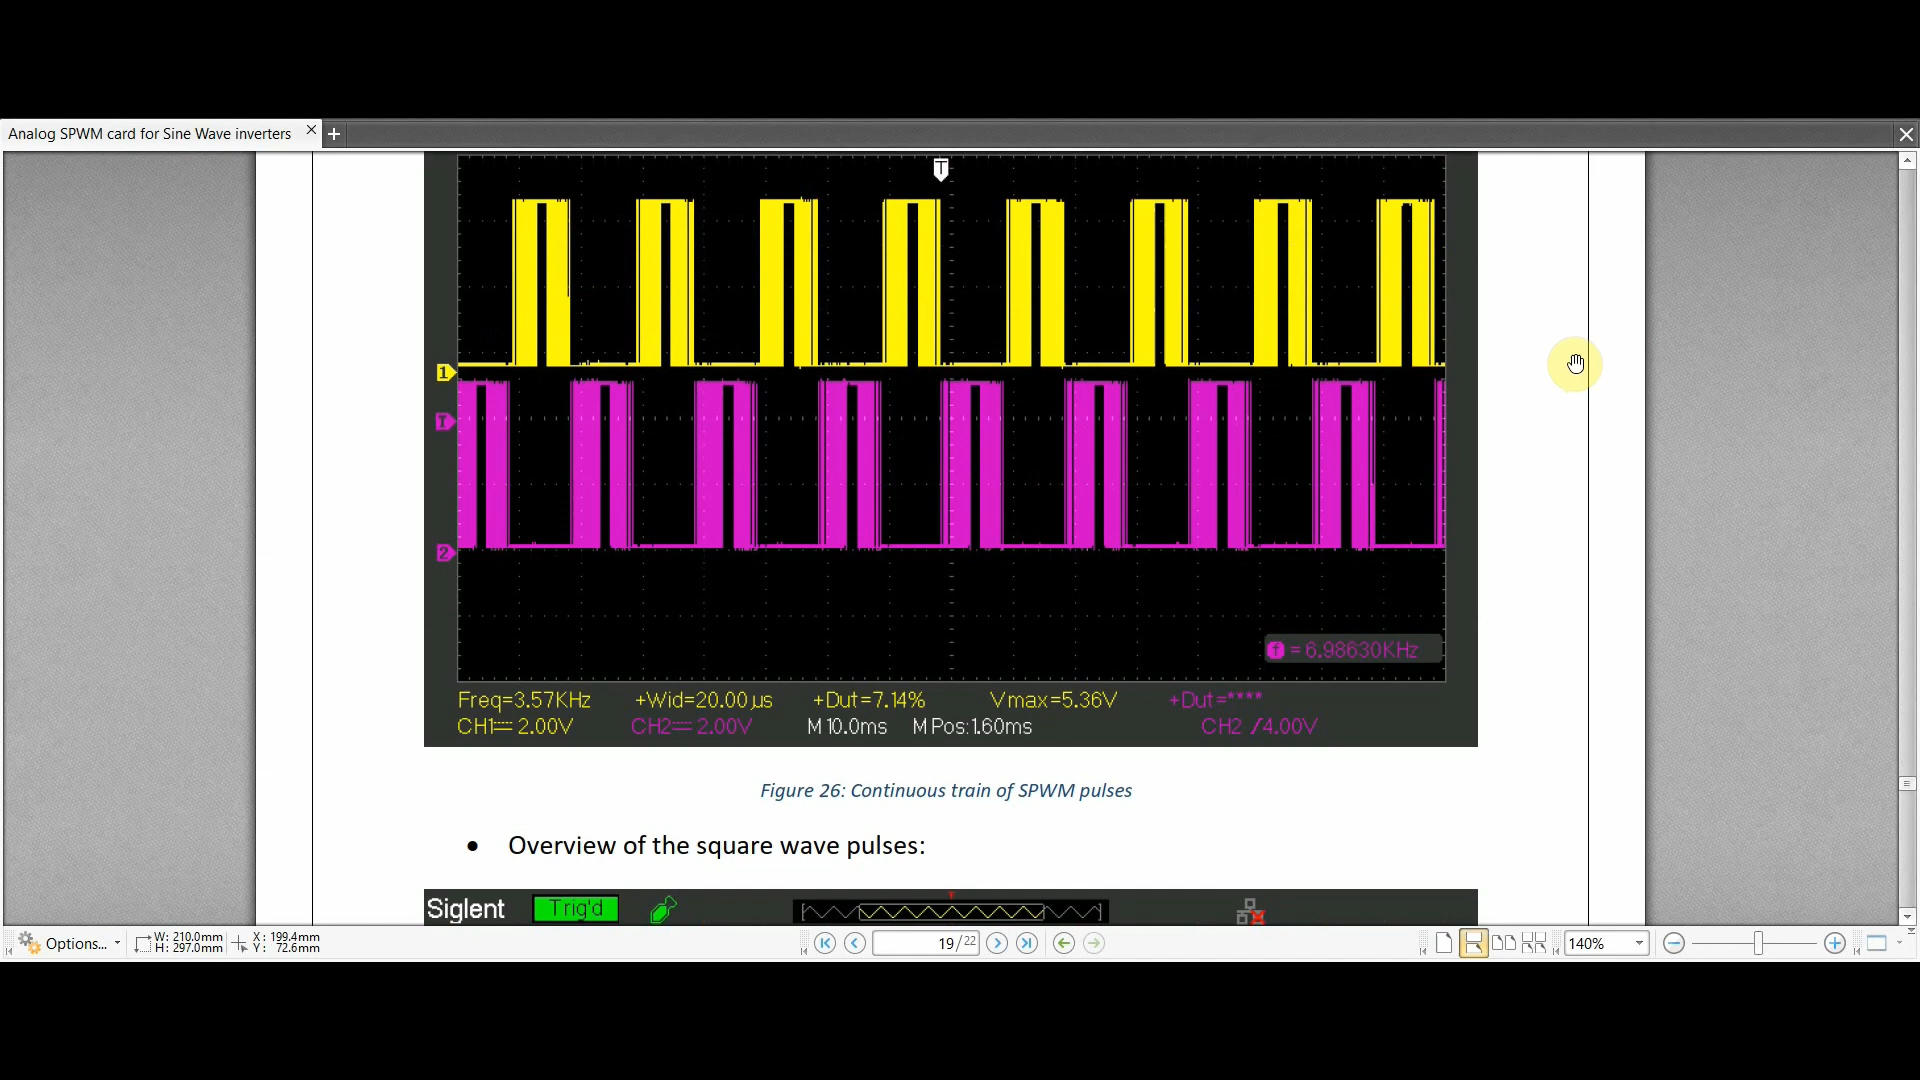 Analog SPWM card for Sine Wave inverters
T
1
T
2
f = 6.98630KHz
Freq=3.57KHz +Wid=20.00µs +Dut=7.14% Vmax=5.36V +Dut=****
CH1 2.00V CH2 2.00V M 10.0ms M Pos:1.60ms CH2 /4.00V
Figure 26: Continuous train of SPWM pulses
• Overview of the square wave pulses:
Siglent Trig'd T
Options... W: 210.0mm X: 199.4mm 19/22 140%
H: 297.0mm Y: 72.6mm